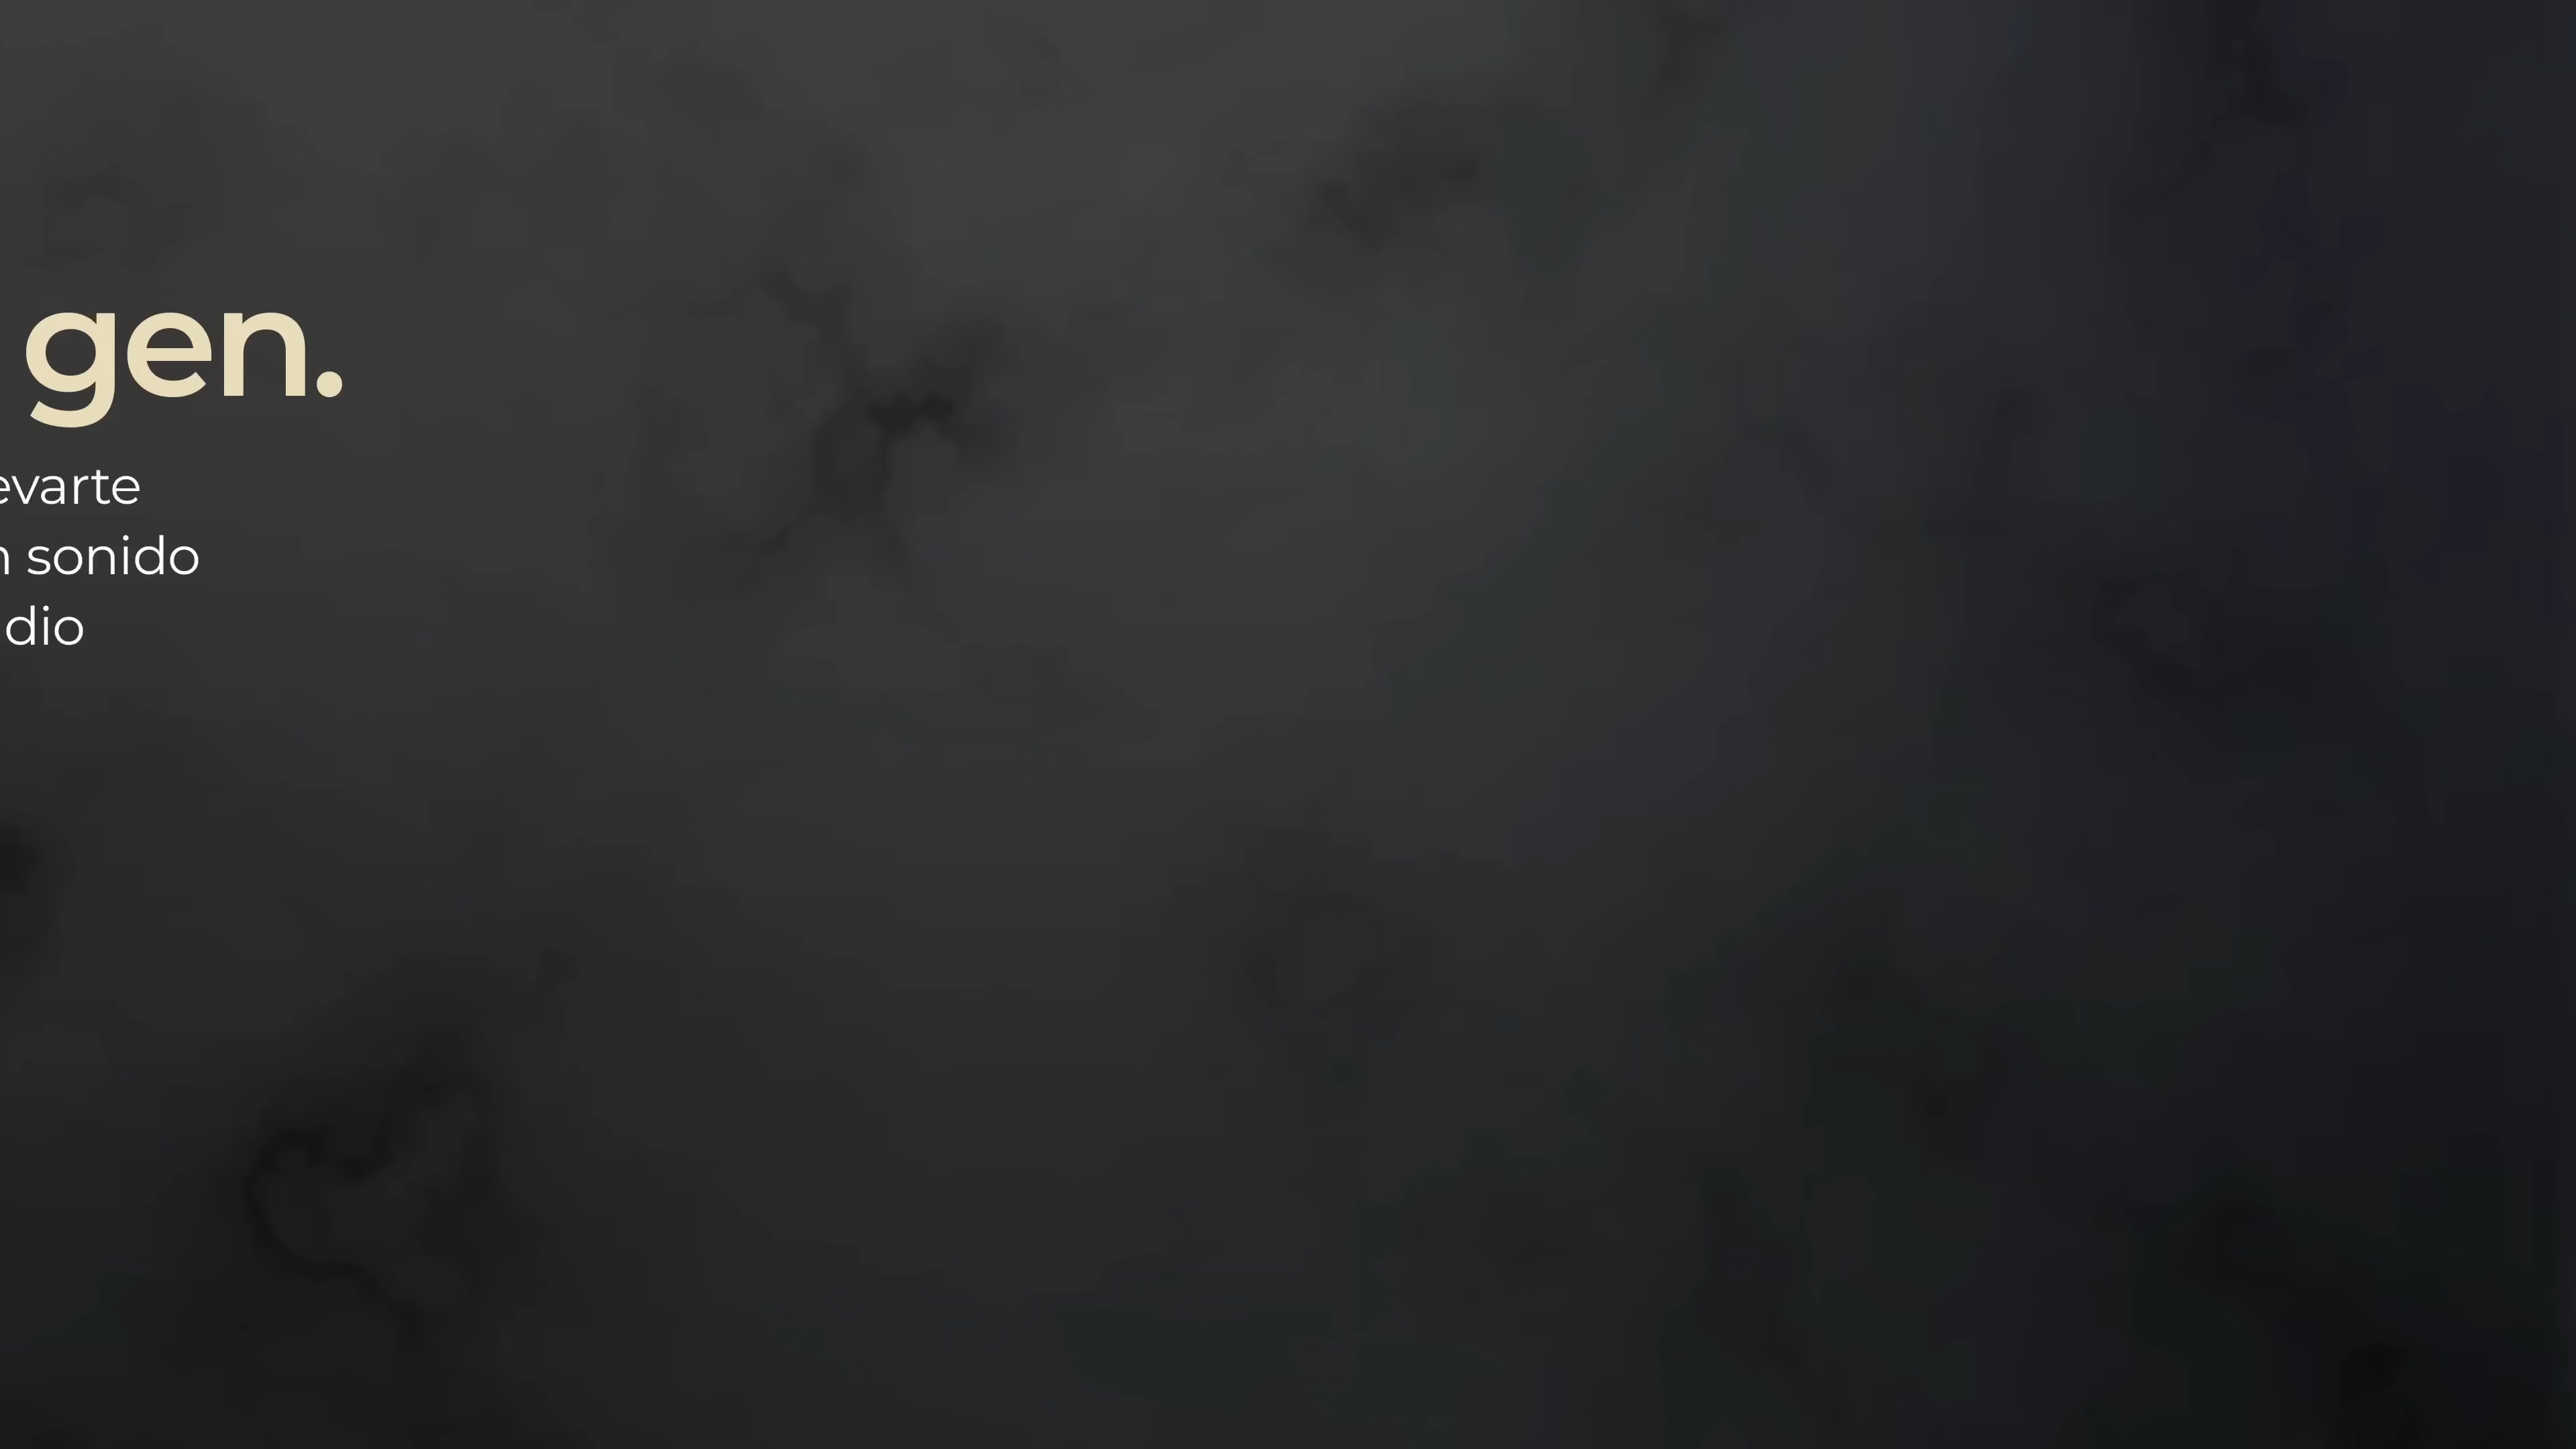 gen.
evarte
n sonido
dio